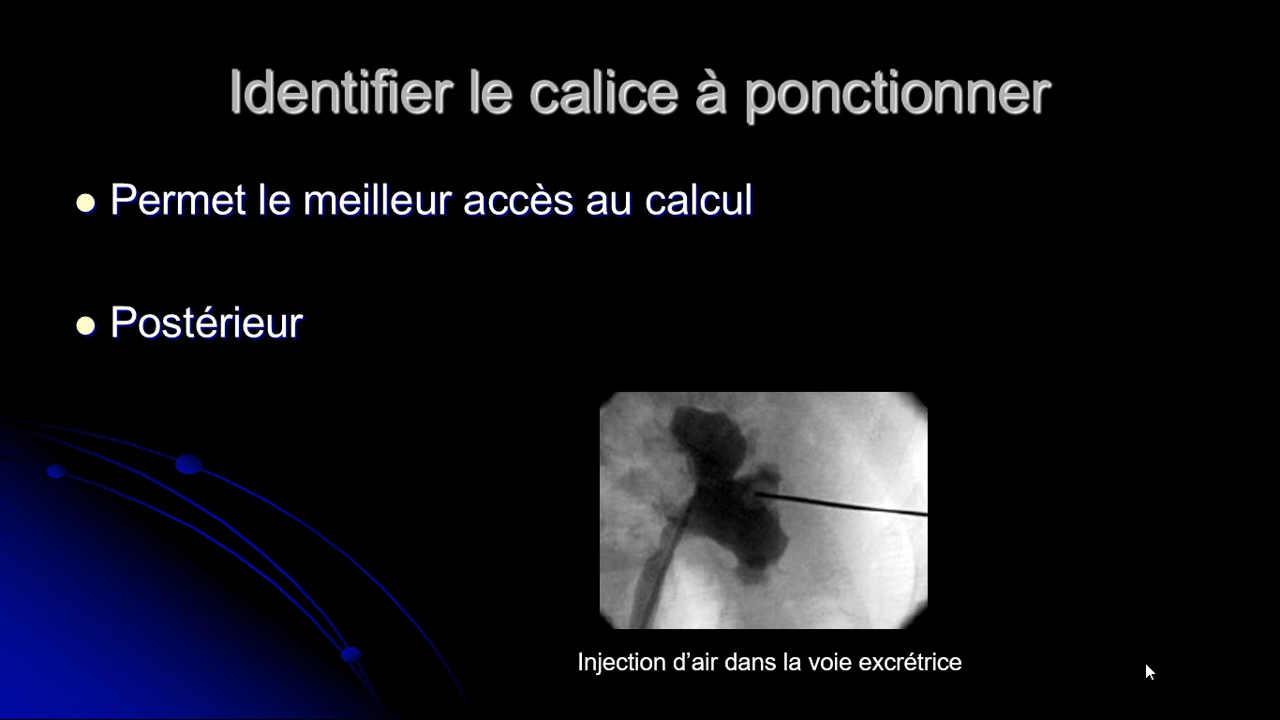 Identifier le calice à ponctionner
Permet le meilleur accès au calcul
Postérieur
Injection d’air dans la voie excrétrice